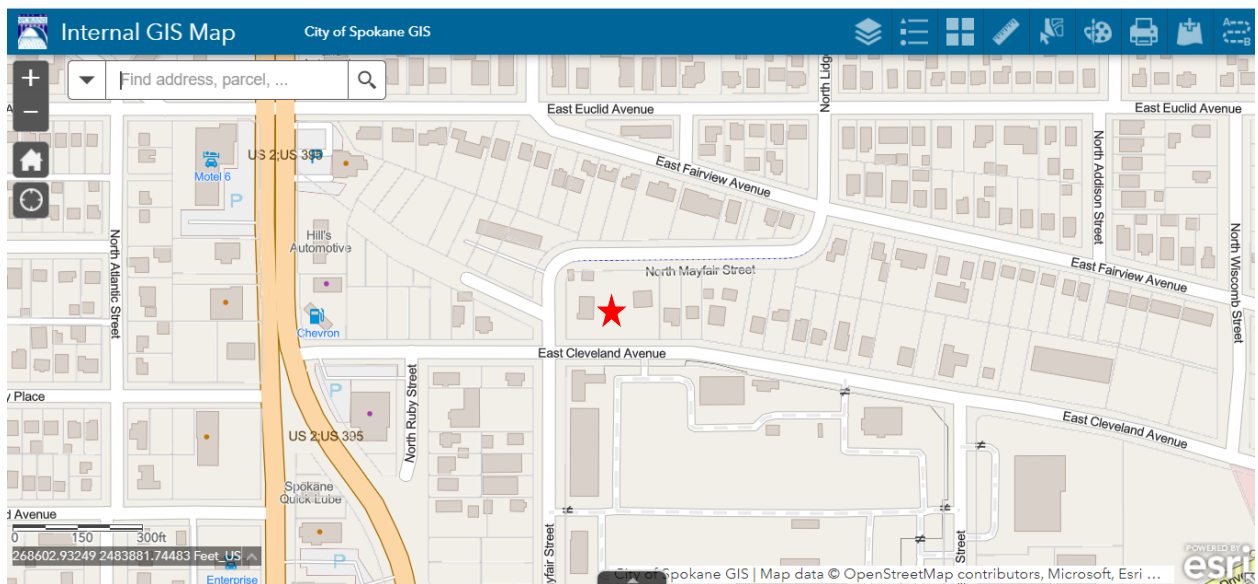 Internal GIS Map
City of Spokane GIS
Find address, parcel, ...
North Lidg
East Euclid Avenue
East Euclid Avenue
US 2;US 395
P
Motel 6
P
East Fairview Avenue
North Addison Street
Hill's
Automotive
North Atlantic Street
North Mayfair Street
East Fairview Avenue
North Wiscomb Street
Chevron
East Cleveland Avenue
y Place
P
North Ruby Street
US 2;US 395
East Cleveland Avenue
Spokane
Quick Lube
d Avenue
0 150 300ft
268602.93249 2483881.74483 Feet_US
P
Enterprise
yfair Street
Street
City of Spokane GIS | Map data © OpenStreetMap contributors, Microsoft, Esri ...
POWERED BY
esri